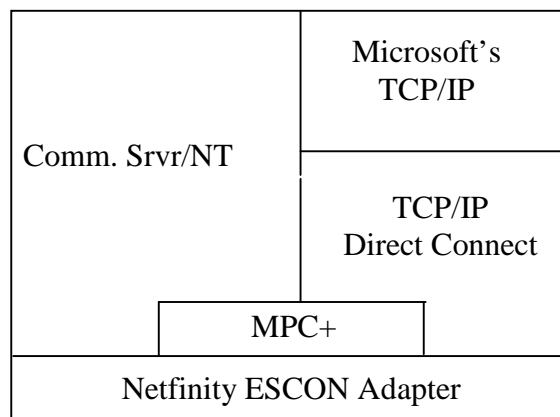 Microsoft’s
TCP/IP
Comm. Srvr/NT
TCP/IP
Direct Connect
MPC+
Netfinity ESCON Adapter